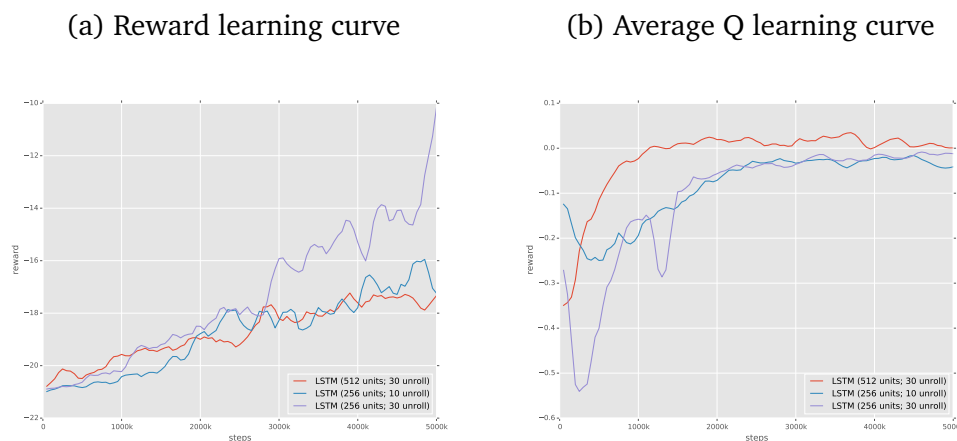 (a) Reward learning curve
(b) Average Q learning curve
−10
−12
−14
−16
−18
−20
−22
reward
0 1000k 2000k 3000k 4000k 5000k
steps
LSTM (512 units; 30 unroll)
LSTM (256 units; 10 unroll)
LSTM (256 units; 30 unroll)
0.1
0.0
−0.1
−0.2
−0.3
−0.4
−0.5
−0.6
reward
0 1000k 2000k 3000k 4000k 5000k
steps
LSTM (512 units; 30 unroll)
LSTM (256 units; 10 unroll)
LSTM (256 units; 30 unroll)